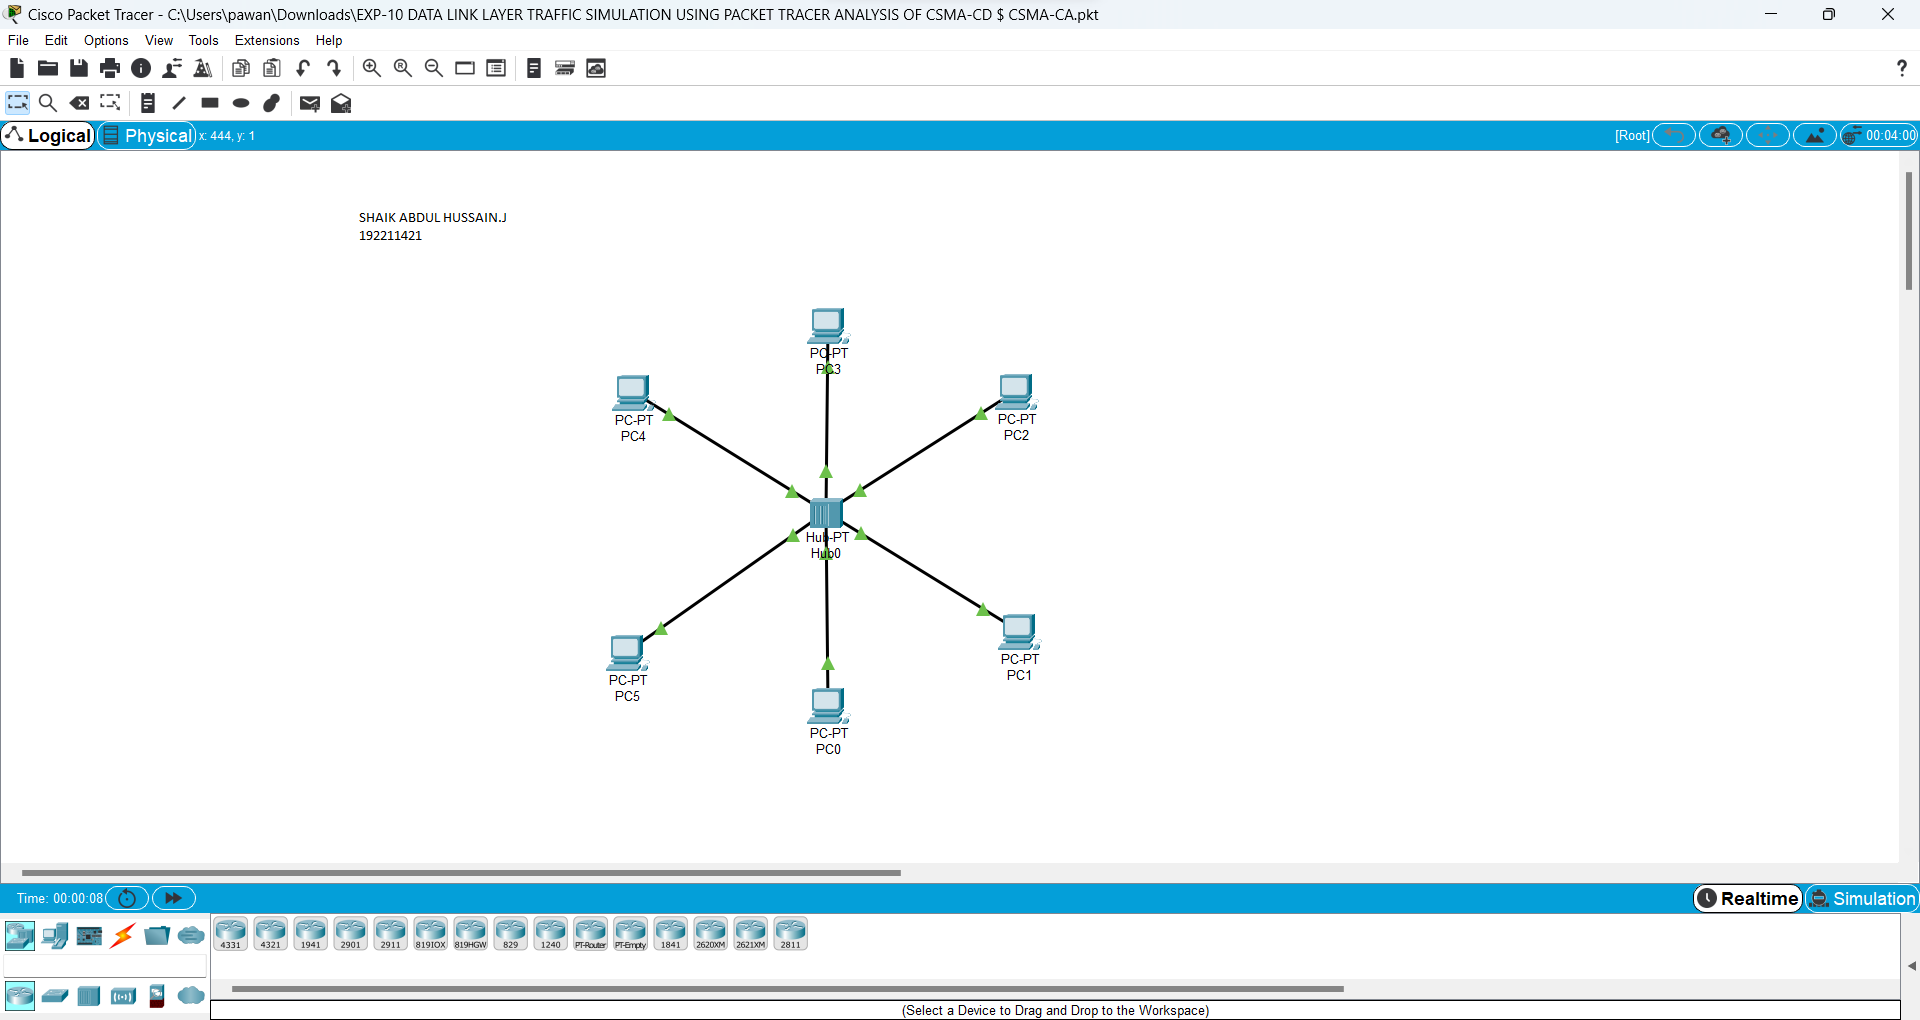 Cisco Packet Tracer - C:\Users\pawan\Downloads\EXP-10 DATA LINK LAYER TRAFFIC SIMULATION USING PACKET TRACER ANALYSIS OF CSMA-CD $ CSMA-CA.pkt
File Edit Options View Tools Extensions Help
Logical Physical x: 444, y: 1 [Root] 00:04:00
SHAIK ABDUL HUSSAIN.J
192211421
PC-PT
PC3
PC-PT
PC4
PC-PT
PC2
Hub-PT
Hub0
PC-PT
PC1
PC-PT
PC5
PC-PT
PC0
Time: 00:00:08 Realtime Simulation
4331 4321 1941 2901 2911 819IOX 819HGW 829 1240 PT-Router PT-Empty 1841 2620XM 2621XM 2811
(Select a Device to Drag and Drop to the Workspace)